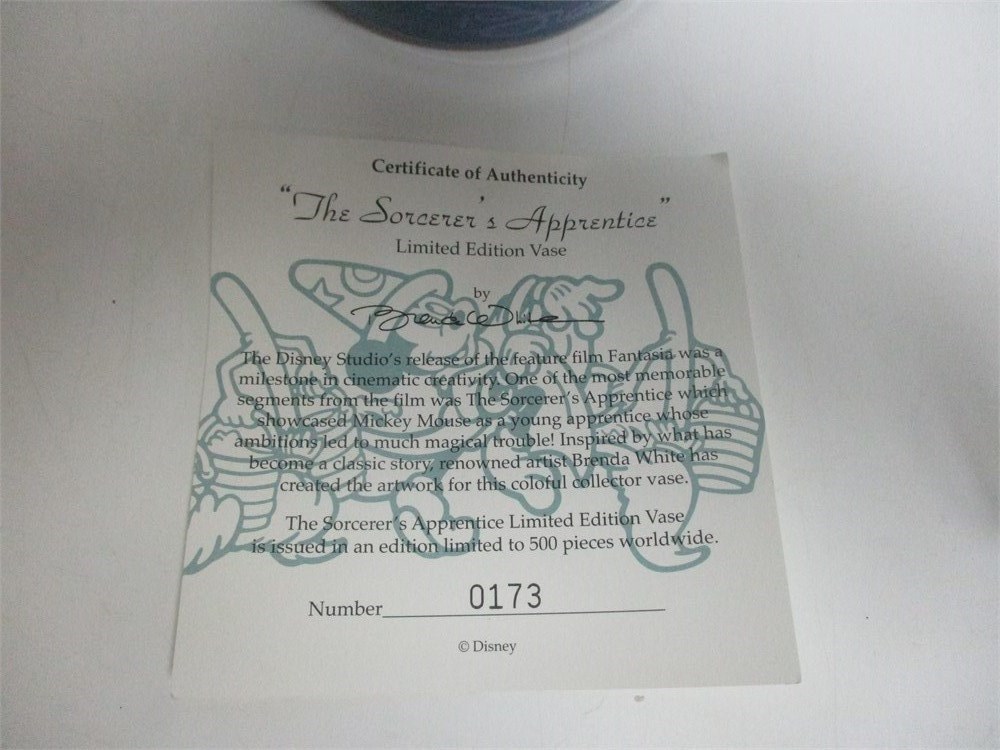 Certificate of Authenticity
"The Sorcerer's Apprentice"
Limited Edition Vase
by
Brenda White
The Disney Studio's release of the feature film Fantasia was a
milestone in cinematic creativity. One of the most memorable
segments from the film was The Sorcerer's Apprentice which
showcased Mickey Mouse as a young apprentice whose
ambitions led to much magical trouble! Inspired by what has
become a classic story, renowned artist Brenda White has
created the artwork for this coloful collector vase.
The Sorcerer's Apprentice Limited Edition Vase
is issued in an edition limited to 500 pieces worldwide.
Number 0173
© Disney